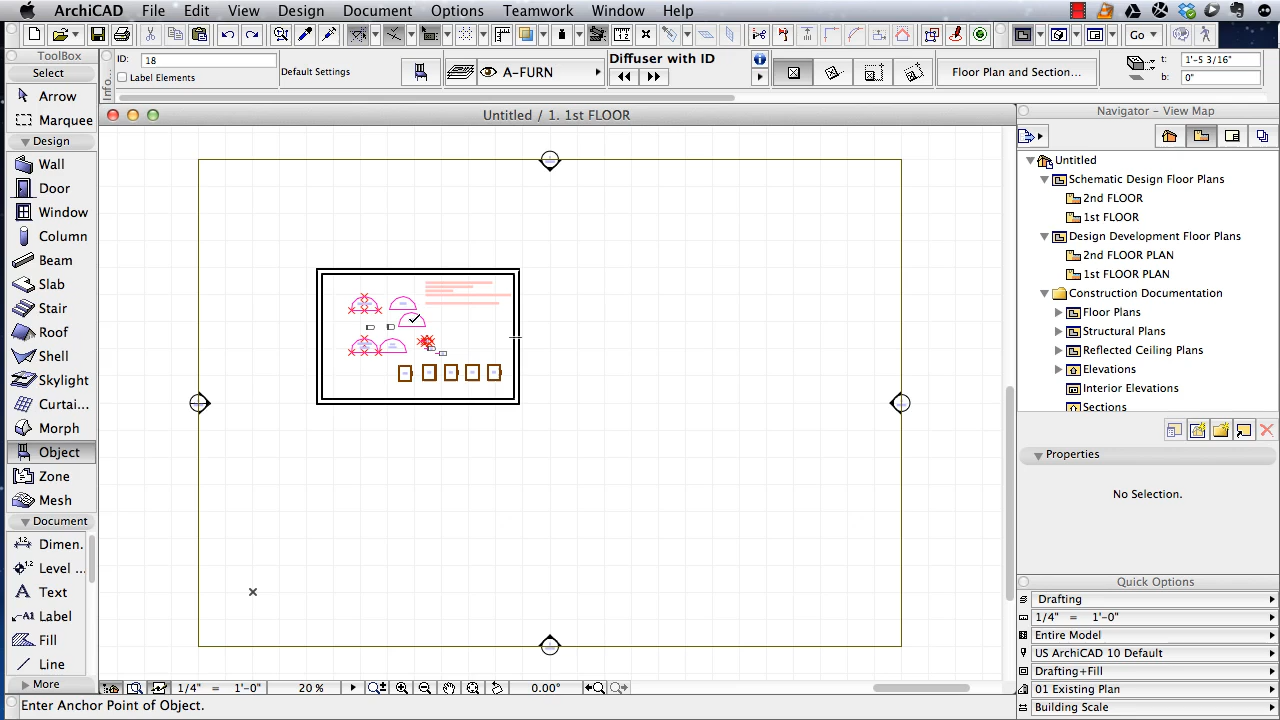 ArchiCAD File Edit View Design Document Options Teamwork Window Help
Go
ToolBox
Select
Arrow
Marquee
Design
Wall
Door
Window
Column
Beam
Slab
Stair
Roof
Shell
Skylight
Curtai...
Morph
Object
Zone
Mesh
Document
Dimen...
Level ...
Text
Label
Fill
Line
More
Info...
ID:
18
Label Elements
Default Settings
A-FURN
Diffuser with ID
Floor Plan and Section...
t:
1'-5 3/16"
b:
0"
Untitled / 1. 1st FLOOR
1/4" = 1'-0"
20 %
0.00°
Enter Anchor Point of Object.
Navigator - View Map
Untitled
Schematic Design Floor Plans
2nd FLOOR
1st FLOOR
Design Development Floor Plans
2nd FLOOR PLAN
1st FLOOR PLAN
Construction Documentation
Floor Plans
Structural Plans
Reflected Ceiling Plans
Elevations
Interior Elevations
Sections
Properties
No Selection.
Quick Options
Drafting
1/4" = 1'-0"
Entire Model
US ArchiCAD 10 Default
Drafting+Fill
01 Existing Plan
Building Scale